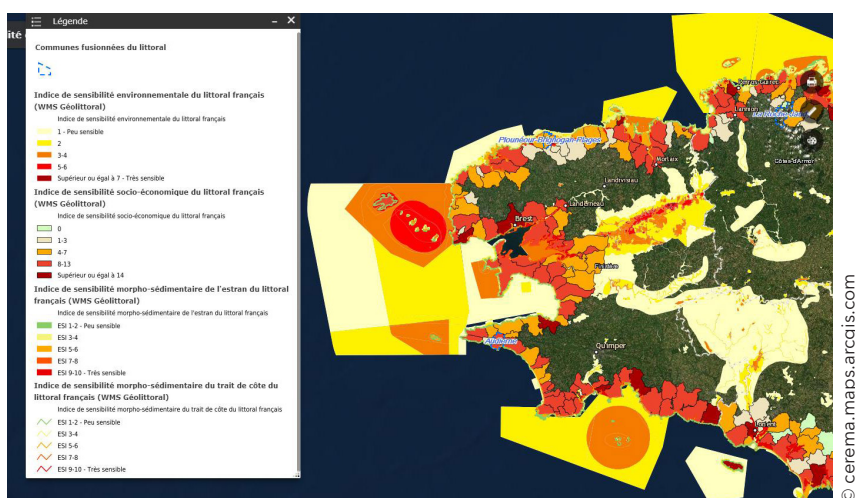 ité
Légende
Communes fusionnées du littoral
Indice de sensibilité environnementale du littoral français
(WMS Géolittoral)
Indice de sensibilité environnementale du littoral français
1 - Peu sensible
2
3-4
5-6
Supérieur ou égal à 7 - Très sensible
Indice de sensibilité socio-économique du littoral français
(WMS Géolittoral)
Indice de sensibilité socio-économique du littoral français
0
1-3
4-7
8-13
Supérieur ou égal à 14
Indice de sensibilité morpho-sédimentaire de l'estran du littoral
français (WMS Géolittoral)
Indice de sensibilité morpho-sédimentaire de l'estran du littoral français
ESI 1-2 - Peu sensible
ESI 3-4
ESI 5-6
ESI 7-8
ESI 9-10 - Très sensible
Indice de sensibilité morpho-sédimentaire du trait de côte du
littoral français (WMS Géolittoral)
Indice de sensibilité morpho-sédimentaire du trait de côte du littoral français
ESI 1-2 - Peu sensible
ESI 3-4
ESI 5-6
ESI 7-8
ESI 9-10 - Très sensible
Perros-Guirec
Lannion
Plounéour-Brignogan-Plages
Morlaix
Côtes-d'Armor
Landivisiau
Landerneau
Brest
Finistère
Audierne
Quimper
Lorient
© cerema.maps.arcgis.com